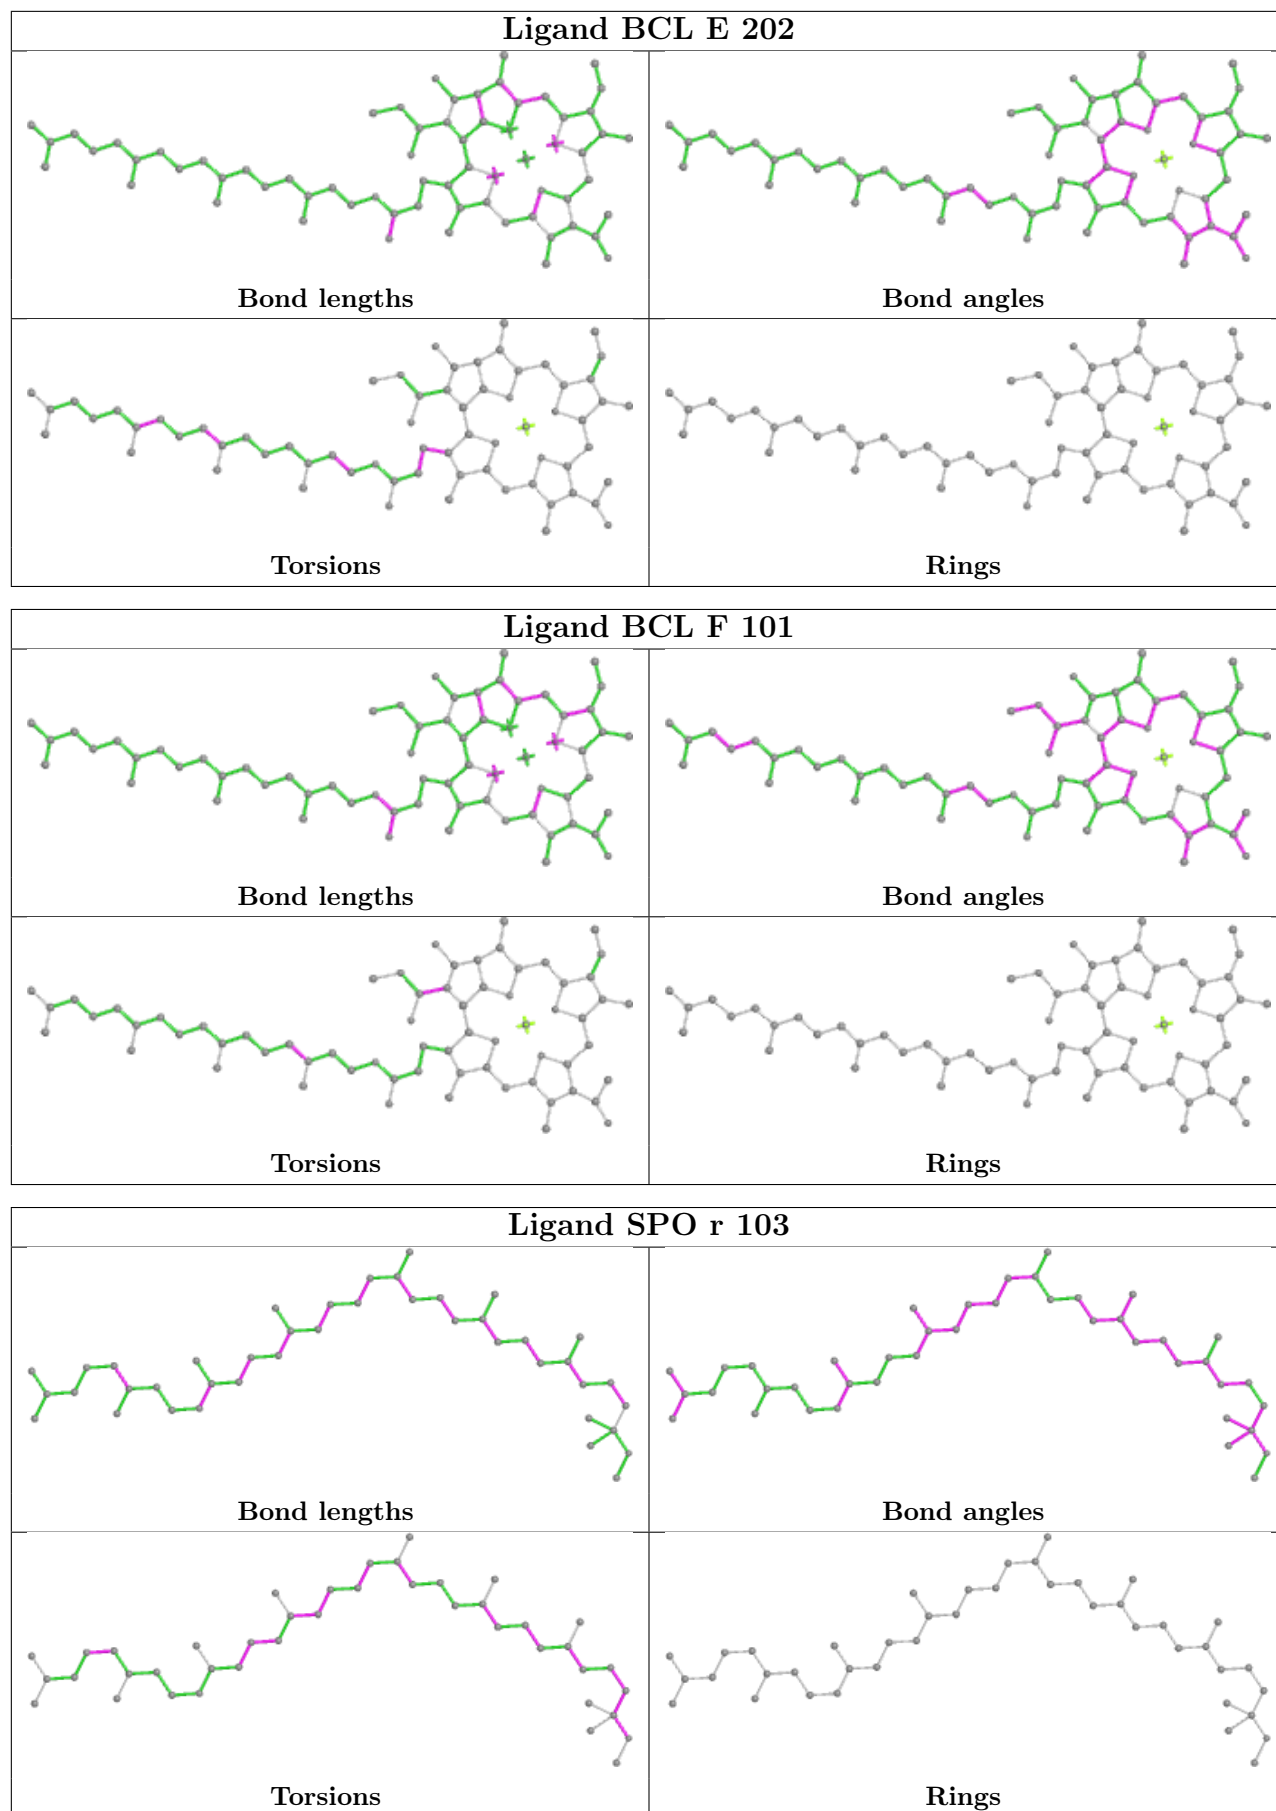 Ligand BCL E 202
Bond lengths
Bond angles
Torsions
Rings
Ligand BCL F 101
Bond lengths
Bond angles
Torsions
Rings
Ligand SPO r 103
Bond lengths
Bond angles
Torsions
Rings